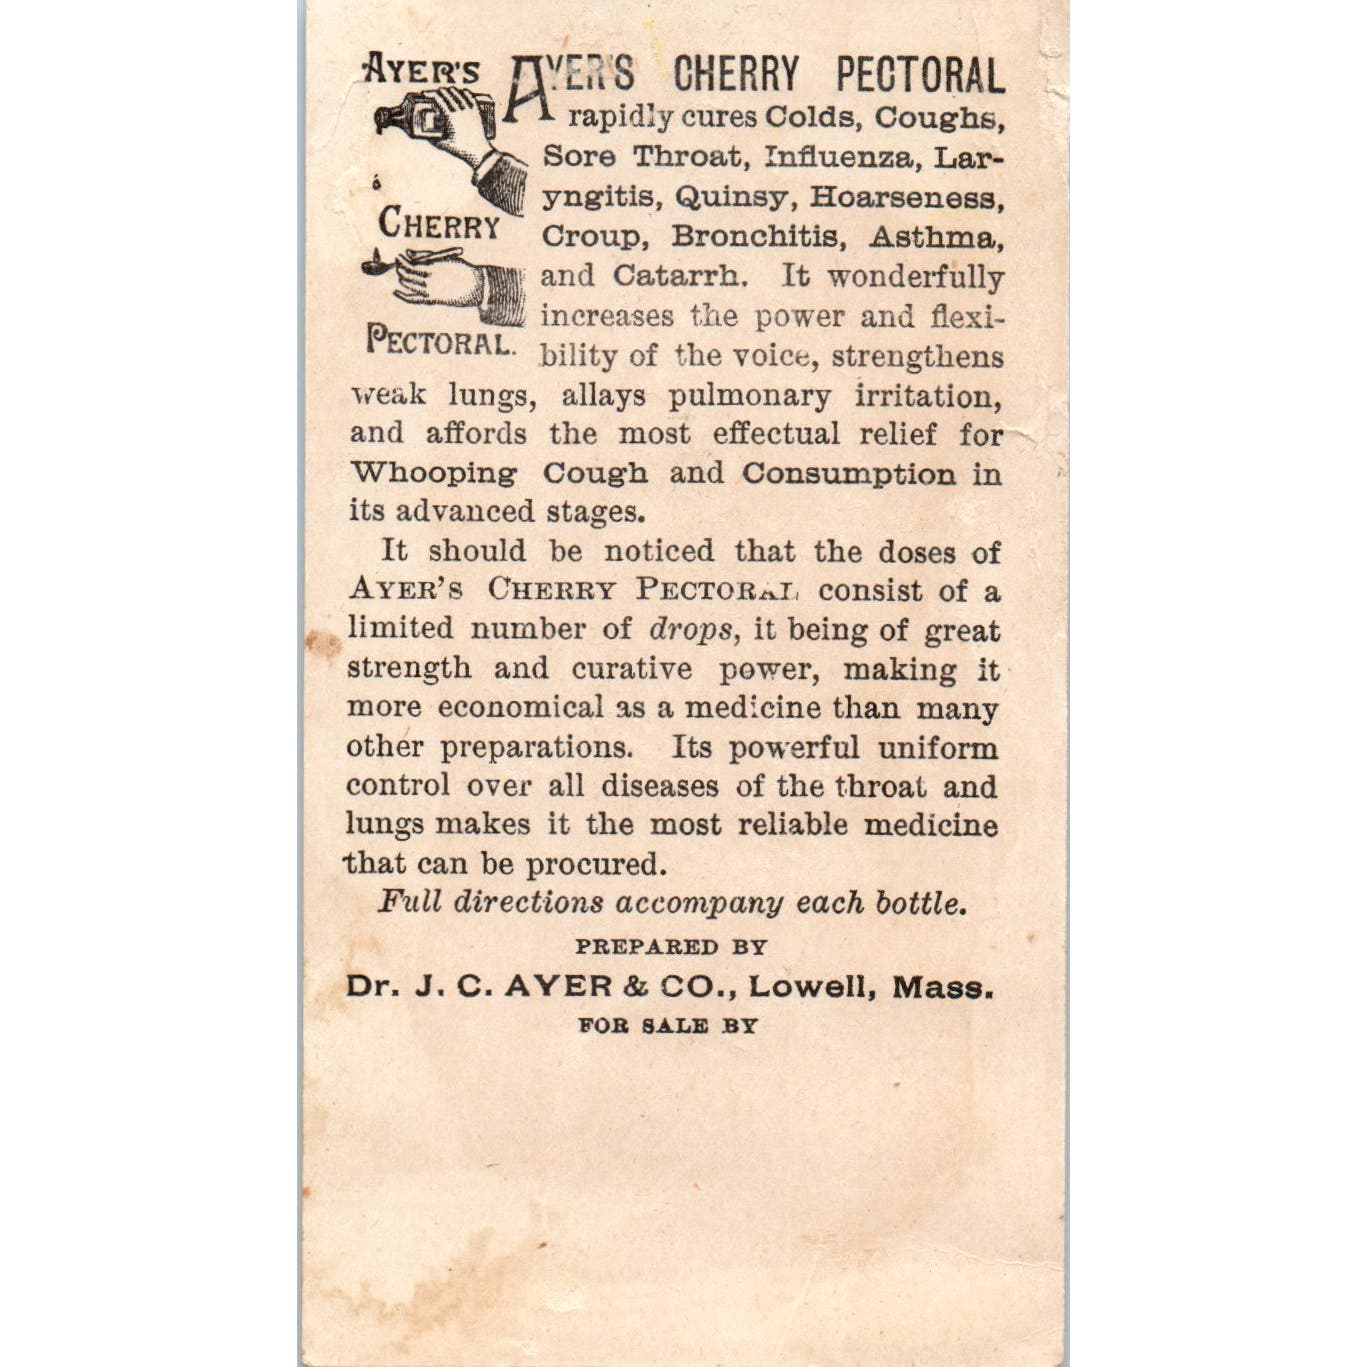 AYER'S
CHERRY
PECTORAL.
AYER'S CHERRY PECTORAL
rapidly cures Colds, Coughs,
Sore Throat, Influenza, Lar-
yngitis, Quinsy, Hoarseness,
Croup, Bronchitis, Asthma,
and Catarrh. It wonderfully
increases the power and flexi-
bility of the voice, strengthens
weak lungs, allays pulmonary irritation,
and affords the most effectual relief for
Whooping Cough and Consumption in
its advanced stages.
It should be noticed that the doses of
AYER'S CHERRY PECTORAL consist of a
limited number of drops, it being of great
strength and curative power, making it
more economical as a medicine than many
other preparations. Its powerful uniform
control over all diseases of the throat and
lungs makes it the most reliable medicine
that can be procured.
Full directions accompany each bottle.
PREPARED BY
Dr. J. C. AYER & CO., Lowell, Mass.
FOR SALE BY